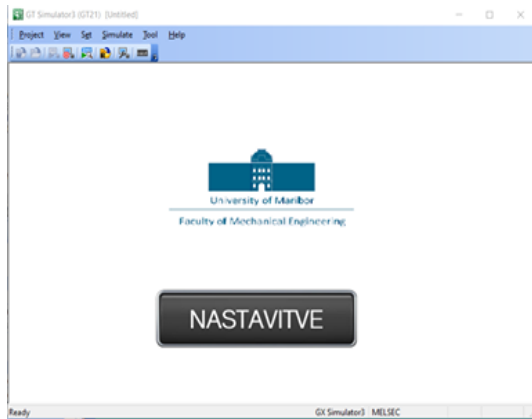 GT Simulator3 (GT21) [Untitled]
Project View Set Simulate Tool Help
University of Maribor
Faculty of Mechanical Engineering
NASTAVITVE
Ready GX Simulator3 MELSEC